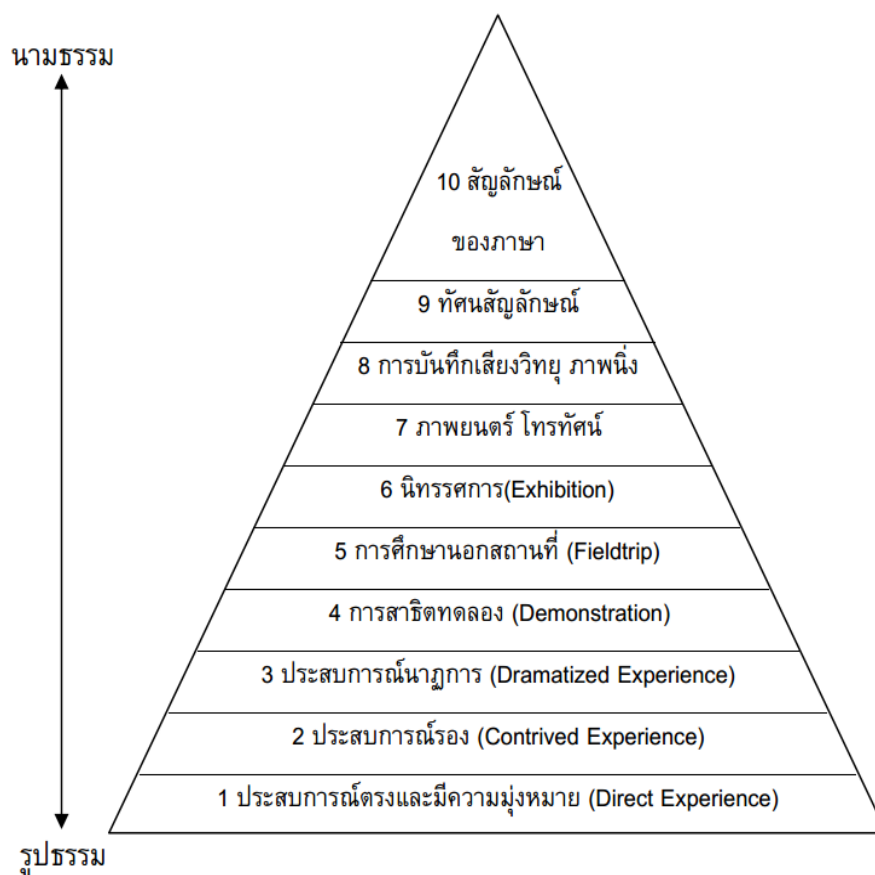 นามธรรม
10 สัญลักษณ์
ของภาษา
9 ทัศนสัญลักษณ์
8 การบันทึกเสียงวิทยุ ภาพนิ่ง
7 ภาพยนตร์ โทรทัศน์
6 นิทรรศการ(Exhibition)
5 การศึกษานอกสถานที่ (Fieldtrip)
4 การสาธิตทดลอง (Demonstration)
3 ประสบการณ์นาฏการ (Dramatized Experience)
2 ประสบการณ์รอง (Contrived Experience)
1 ประสบการณ์ตรงและมีความมุ่งหมาย (Direct Experience)
รูปธรรม